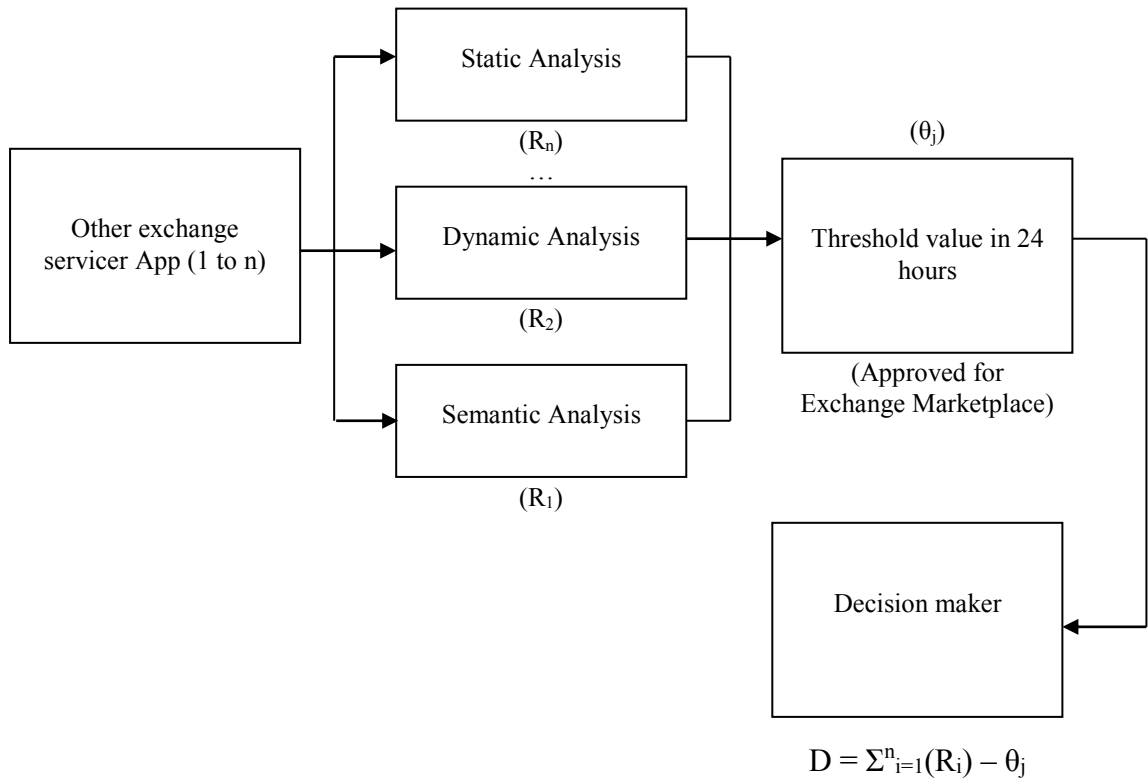 Static Analysis
(Rₙ)
…
Other exchange
servicer App (1 to n)
Dynamic Analysis
(R₂)
Semantic Analysis
(R₁)
(θⱼ)
Threshold value in 24
hours
(Approved for
Exchange Marketplace)
Decision maker
D = Σⁿᵢ₌₁(Rᵢ) – θⱼ